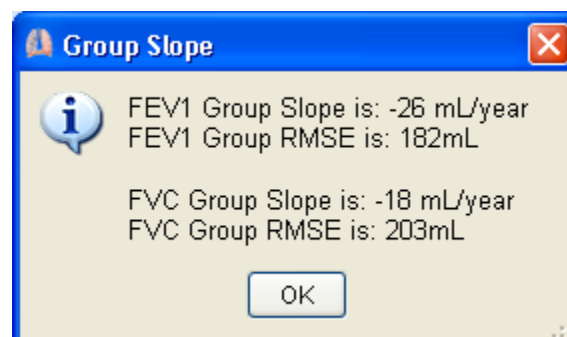 Group Slope
FEV1 Group Slope is: -26 mL/year
FEV1 Group RMSE is: 182mL
FVC Group Slope is: -18 mL/year
FVC Group RMSE is: 203mL
OK